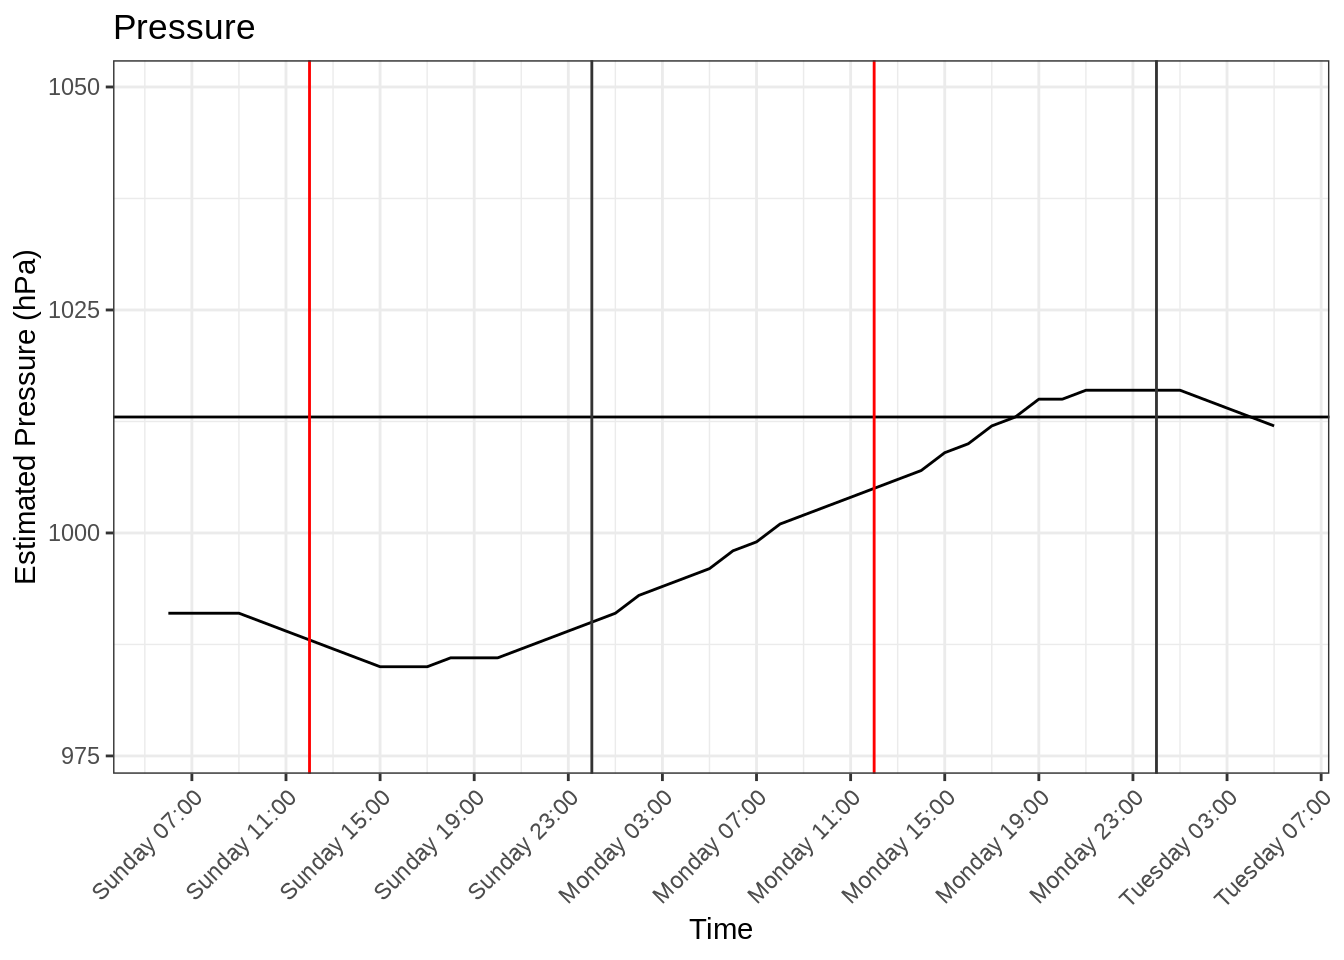 Pressure
Estimated Pressure (hPa)
1050
1025
1000
975
Sunday 07:00
Sunday 11:00
Sunday 15:00
Sunday 19:00
Sunday 23:00
Monday 03:00
Monday 07:00
Monday 11:00
Monday 15:00
Monday 19:00
Monday 23:00
Tuesday 03:00
Tuesday 07:00
Time